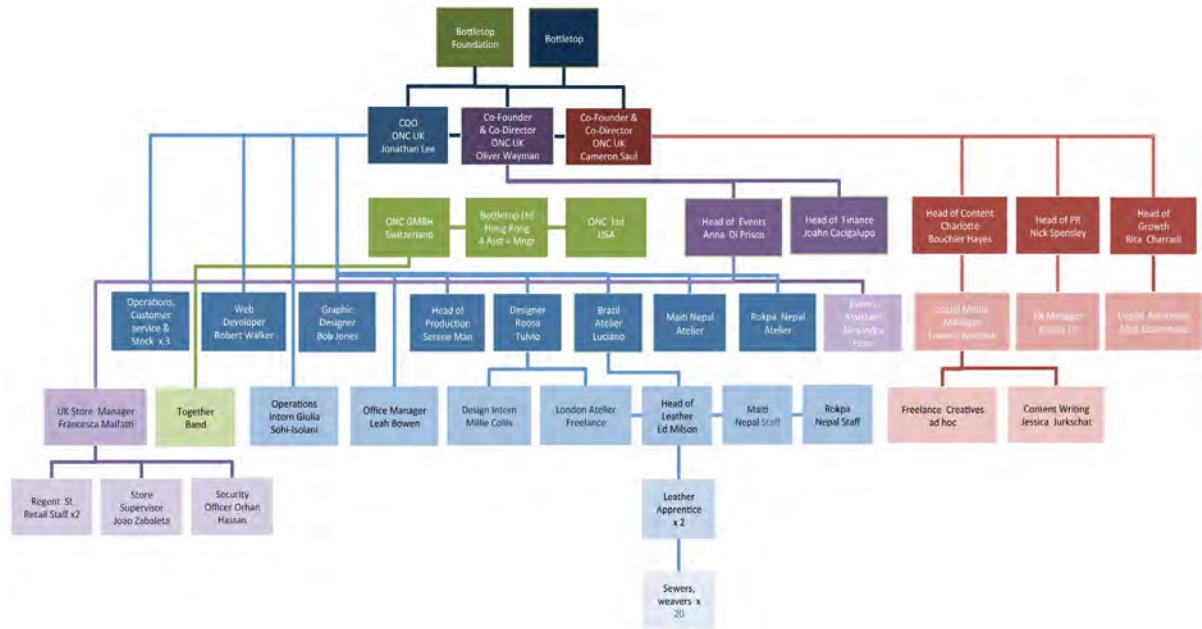 Bottletop
Foundation
Bottletop
COO
ONC UK
Jonathan Lee
Co-Founder
& Co-Director
ONC UK
Oliver Wayman
Co-Founder &
Co-Director
ONC UK
Cameron Saul
ONC GMBH
Switzerland
Bottletop Ltd
Hong Kong
4 Asst + Mngr
ONC Ltd
USA
Head of Events
Anna Di Prisco
Head of Finance
Joahn Cacigalupo
Head of Content
Charlotte
Bouchier Hayes
Head of PR
Nick Spensley
Head of
Growth
Rita Charradi
Operations,
Customer
service &
Stock x 3
Web
Developer
Robert Walker
Graphic
Designer
Bob Jones
Head of
Production
Serene Man
Designer
Roosa
Tulvio
Brazil
Atelier
Luciano
Maiti Nepal
Atelier
Rokpa Nepal
Atelier
Events
Assistant
Social Media
Manager
PR Manager
UK Store Manager
Francesca Malfatti
Together
Band
Operations
Intern Giulia
Sohi-Isolani
Office Manager
Leah Bowen
Design Intern
Millie Collis
London Atelier
Freelance
Head of
Leather
Ed Milson
Maiti
Nepal Staff
Rokpa
Nepal Staff
Freelance Creatives
ad hoc
Content Writing
Jessica Jurkschat
Regent St
Retail Staff x2
Store
Supervisor
Joao Zabaleta
Security
Officer Orhan
Hassan
Leather
Apprentice
x 2
Sewers,
weavers x
20